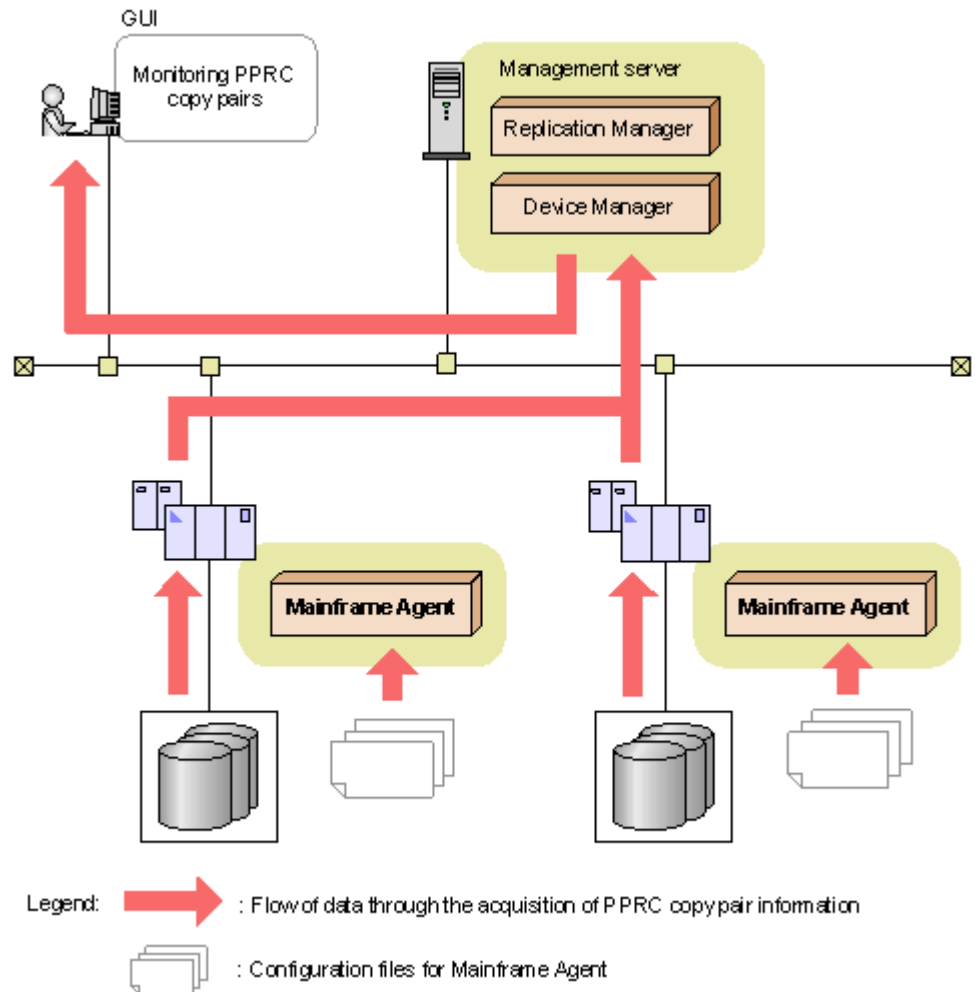 GUI
Monitoring PPRC
copy pairs
Management server
Replication Manager
Device Manager
Mainframe Agent
Mainframe Agent
Legend:
: Flow of data through the acquisition of PPRC copy pair information
: Configuration files for Mainframe Agent